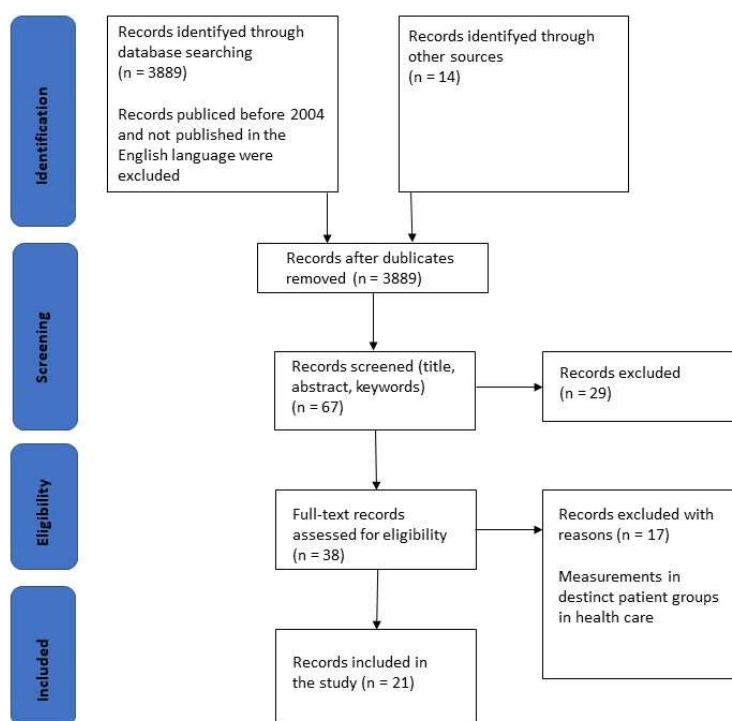 Identification
Records identifyed through
database searching
(n = 3889)
Records publiced before 2004
and not published in the
English language were
excluded
Records identifyed through
other sources
(n = 14)
Screening
Records after dublicates
removed (n = 3889)
Records screened (title,
abstract, keywords)
(n = 67)
Records excluded
(n = 29)
Eligibility
Full-text records
assessed for eligibility
(n = 38)
Records excluded with
reasons (n = 17)
Measurements in
destinct patient groups
in health care
Included
Records included in
the study (n = 21)